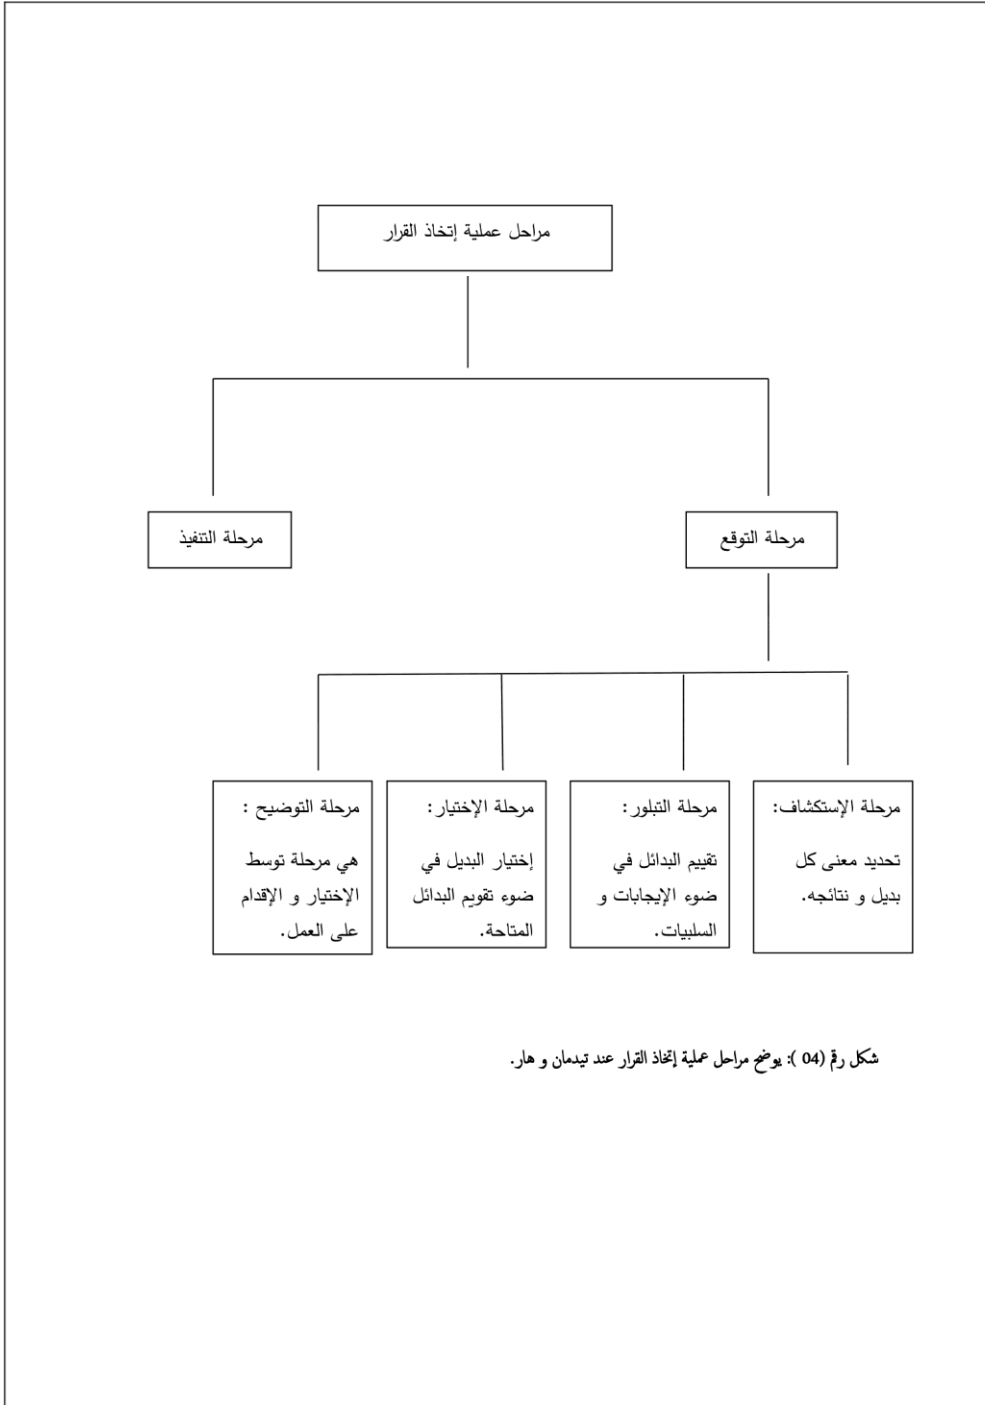 مراحل عملية إتخاذ القرار
مرحلة التوقع
مرحلة التنفيذ
مرحلة الإستكشاف:
تحديد معنى كل
بديل و نتائجه.
مرحلة التبلور:
تقييم البدائل في
ضوء الإيجابات و
السلبيات.
مرحلة الإختيار:
إختيار البديل في
ضوء تقويم البدائل
المتاحة.
مرحلة التوضيح :
هي مرحلة توسط
الإختيار و الإقدام
على العمل.
شكل رقم (04 ): يوضح مراحل عملية إتخاذ القرار عند تيدمان و هار.